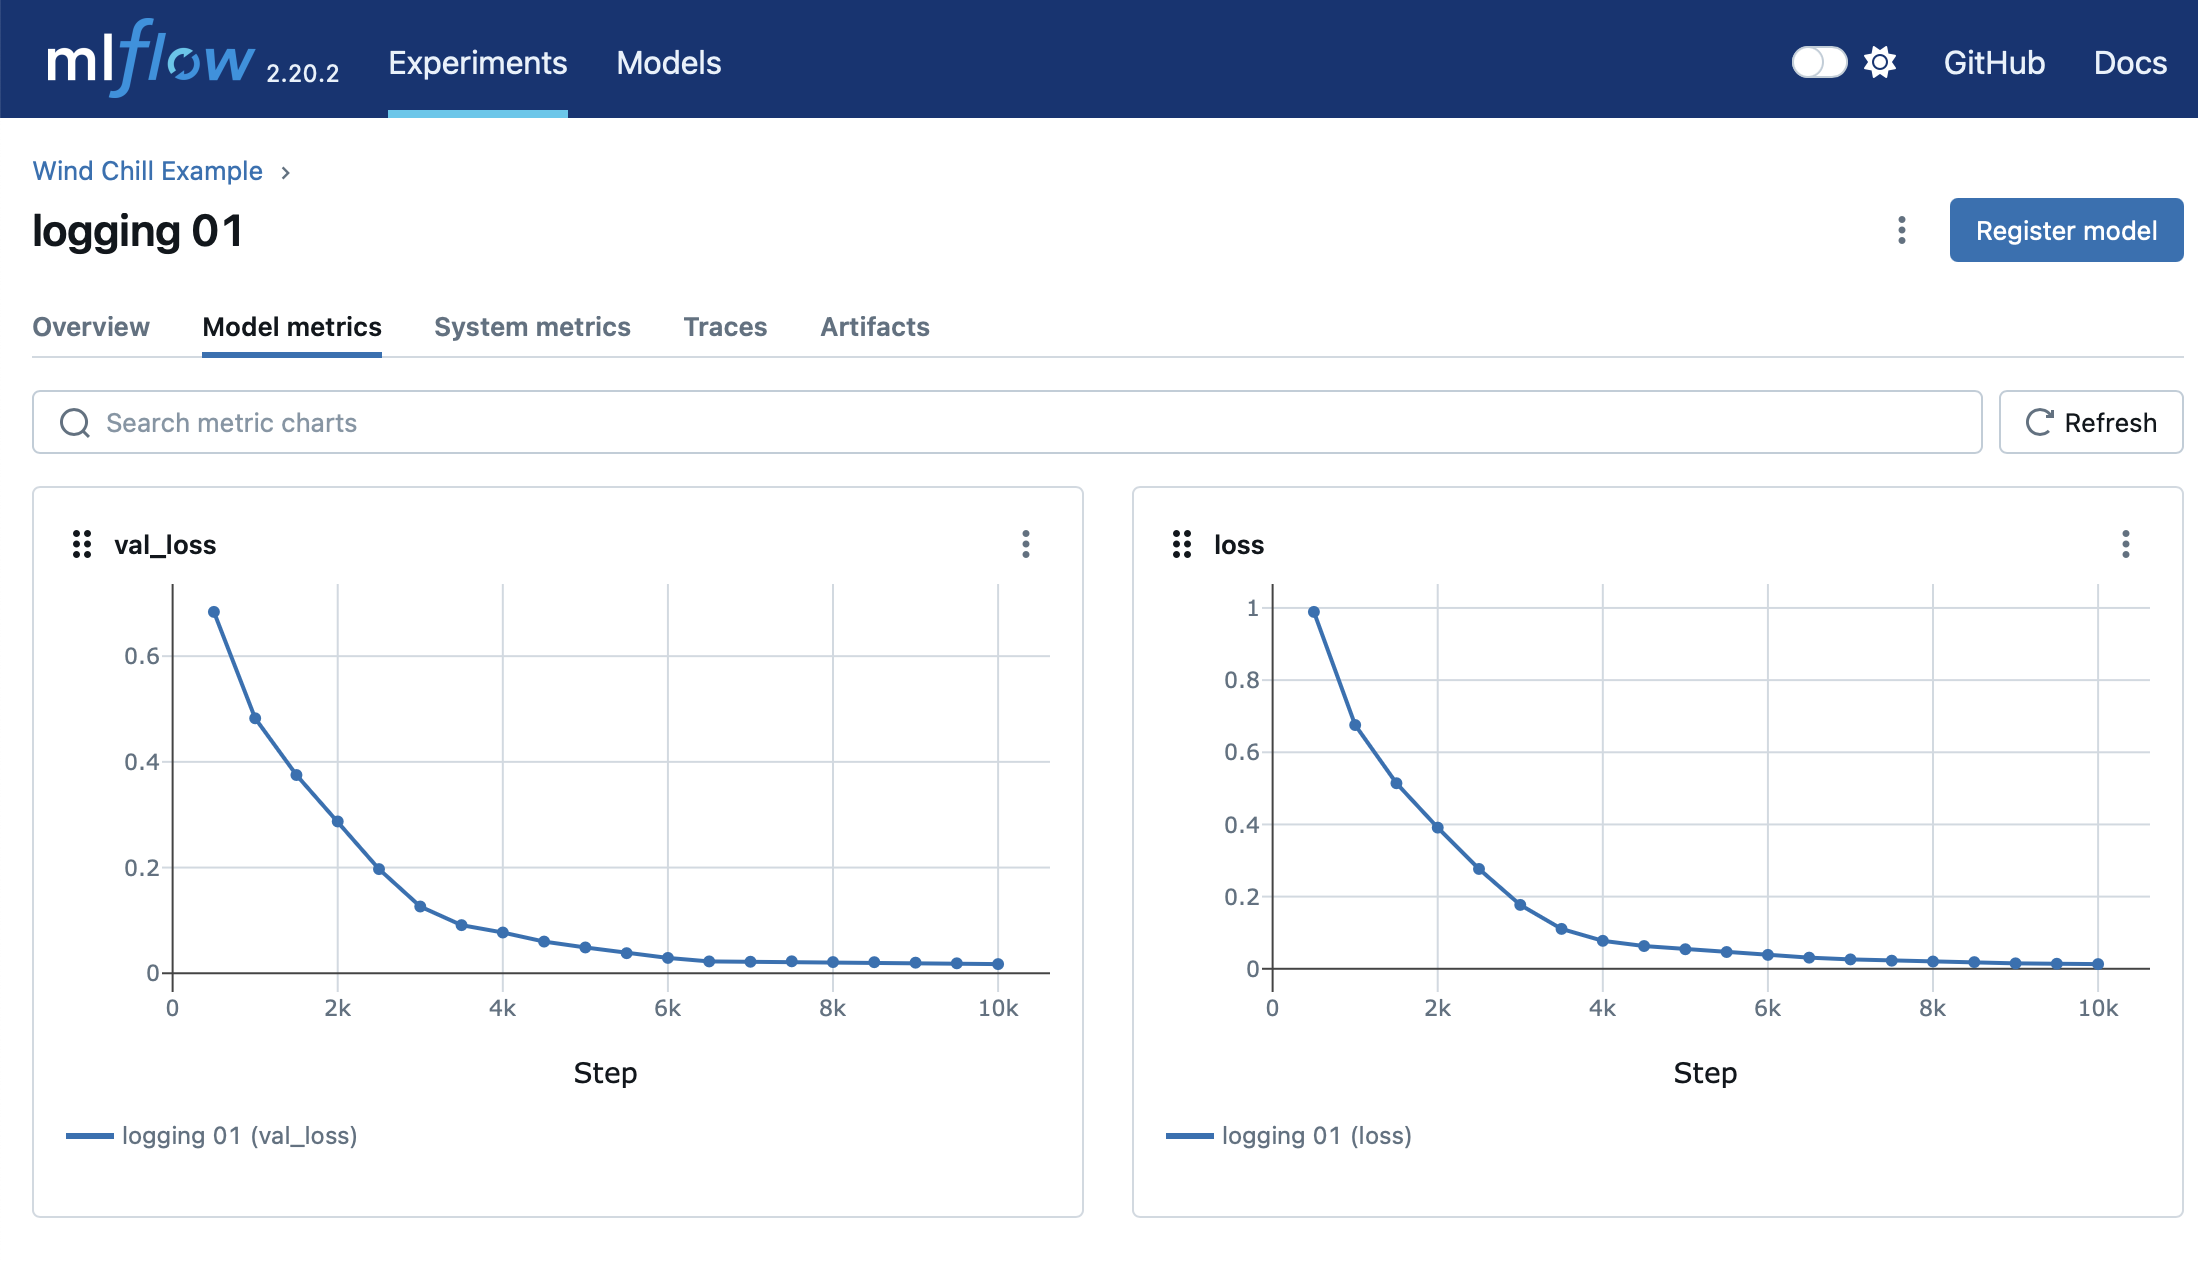 mlflow 2.20.2 Experiments Models GitHub Docs
Wind Chill Example
logging 01
Register model
Overview Model metrics System metrics Traces Artifacts
Search metric charts Refresh
val_loss
0.6
0.4
0.2
0
0 2k 4k 6k 8k 10k
Step
logging 01 (val_loss)
loss
1
0.8
0.6
0.4
0.2
0
0 2k 4k 6k 8k 10k
Step
logging 01 (loss)